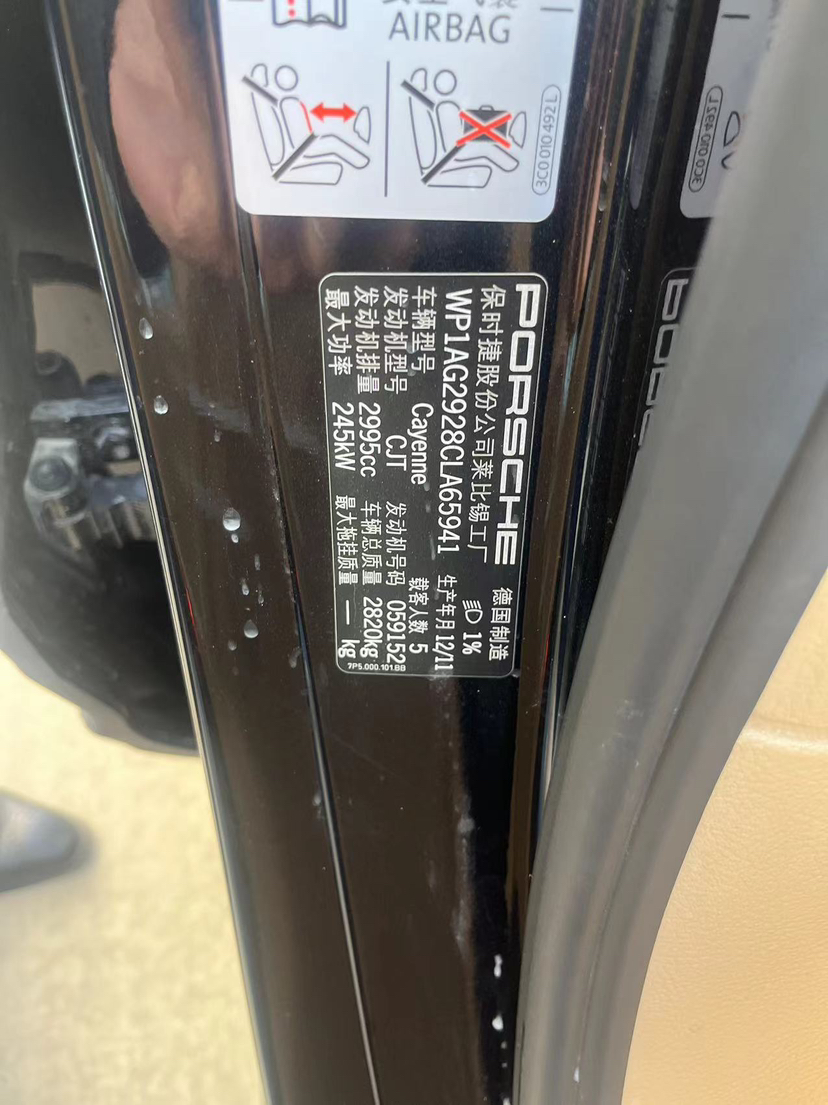 AIRBAG
3C0 010 492 L
3C0 010 492 L
PORSCHE
保时捷股份公司莱比锡工厂 德国制造
WP1AG2928CLA65941 1%
车辆型号 Cayenne 生产年月 12/11
发动机型号 CJT 载客人数 5
发动机排量 2995cc 发动机号码 059152
最大功率 245kW 车辆总质量 2820kg
最大拖挂质量 — kg
7P5.000.101.BB